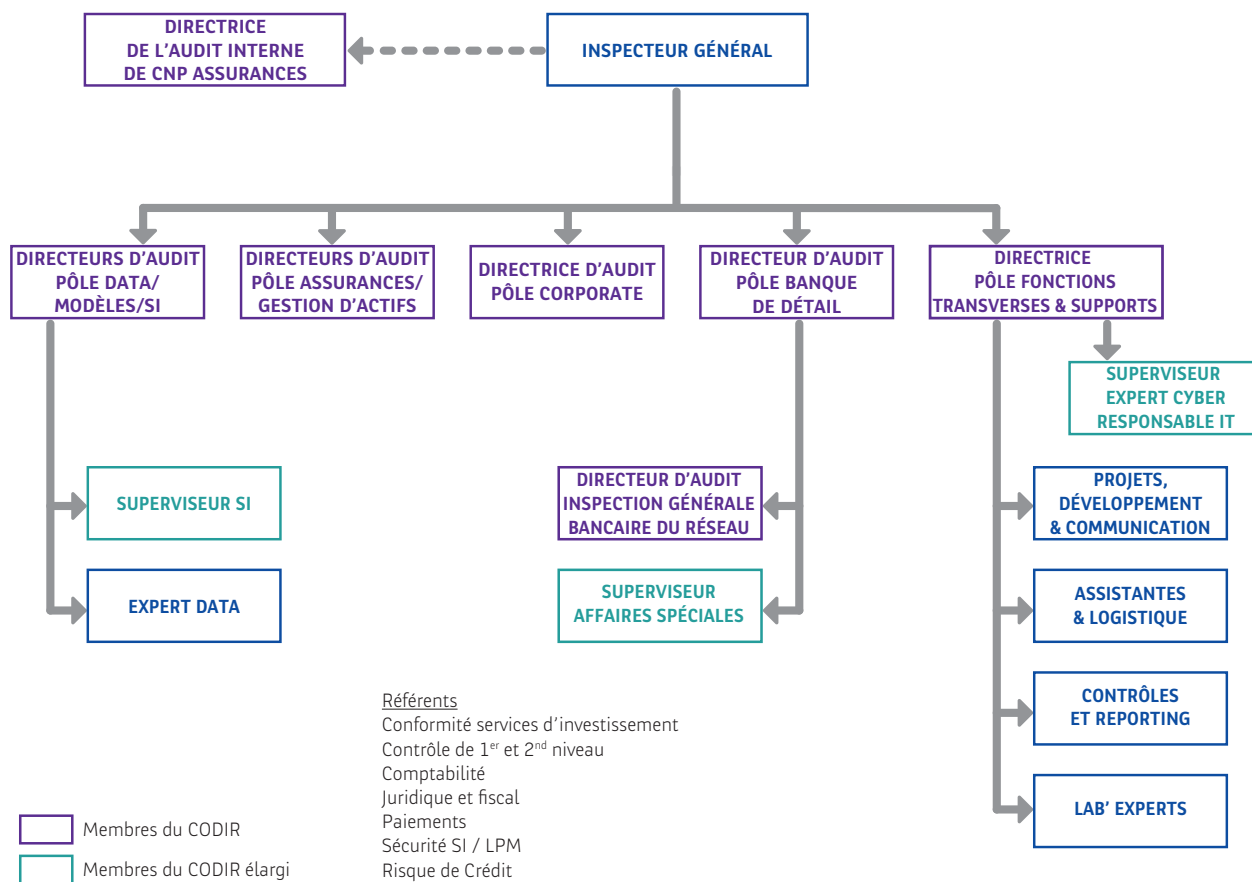 DIRECTRICE
DE L'AUDIT INTERNE
DE CNP ASSURANCES
INSPECTEUR GÉNÉRAL
DIRECTEURS D'AUDIT
PÔLE DATA/
MODÈLES/SI
DIRECTEURS D'AUDIT
PÔLE ASSURANCES/
GESTION D'ACTIFS
DIRECTRICE D'AUDIT
PÔLE CORPORATE
DIRECTEUR D'AUDIT
PÔLE BANQUE
DE DÉTAIL
DIRECTRICE
PÔLE FONCTIONS
TRANSVERSES & SUPPORTS
SUPERVISEUR
EXPERT CYBER
RESPONSABLE IT
SUPERVISEUR SI
EXPERT DATA
DIRECTEUR D'AUDIT
INSPECTION GÉNÉRALE
BANCAIRE DU RÉSEAU
SUPERVISEUR
AFFAIRES SPÉCIALES
PROJETS,
DÉVELOPPEMENT
& COMMUNICATION
ASSISTANTES
& LOGISTIQUE
CONTRÔLES
ET REPORTING
LAB' EXPERTS
Référents
Conformité services d'investissement
Contrôle de 1er et 2nd niveau
Comptabilité
Juridique et fiscal
Paiements
Sécurité SI / LPM
Risque de Crédit
Membres du CODIR
Membres du CODIR élargi